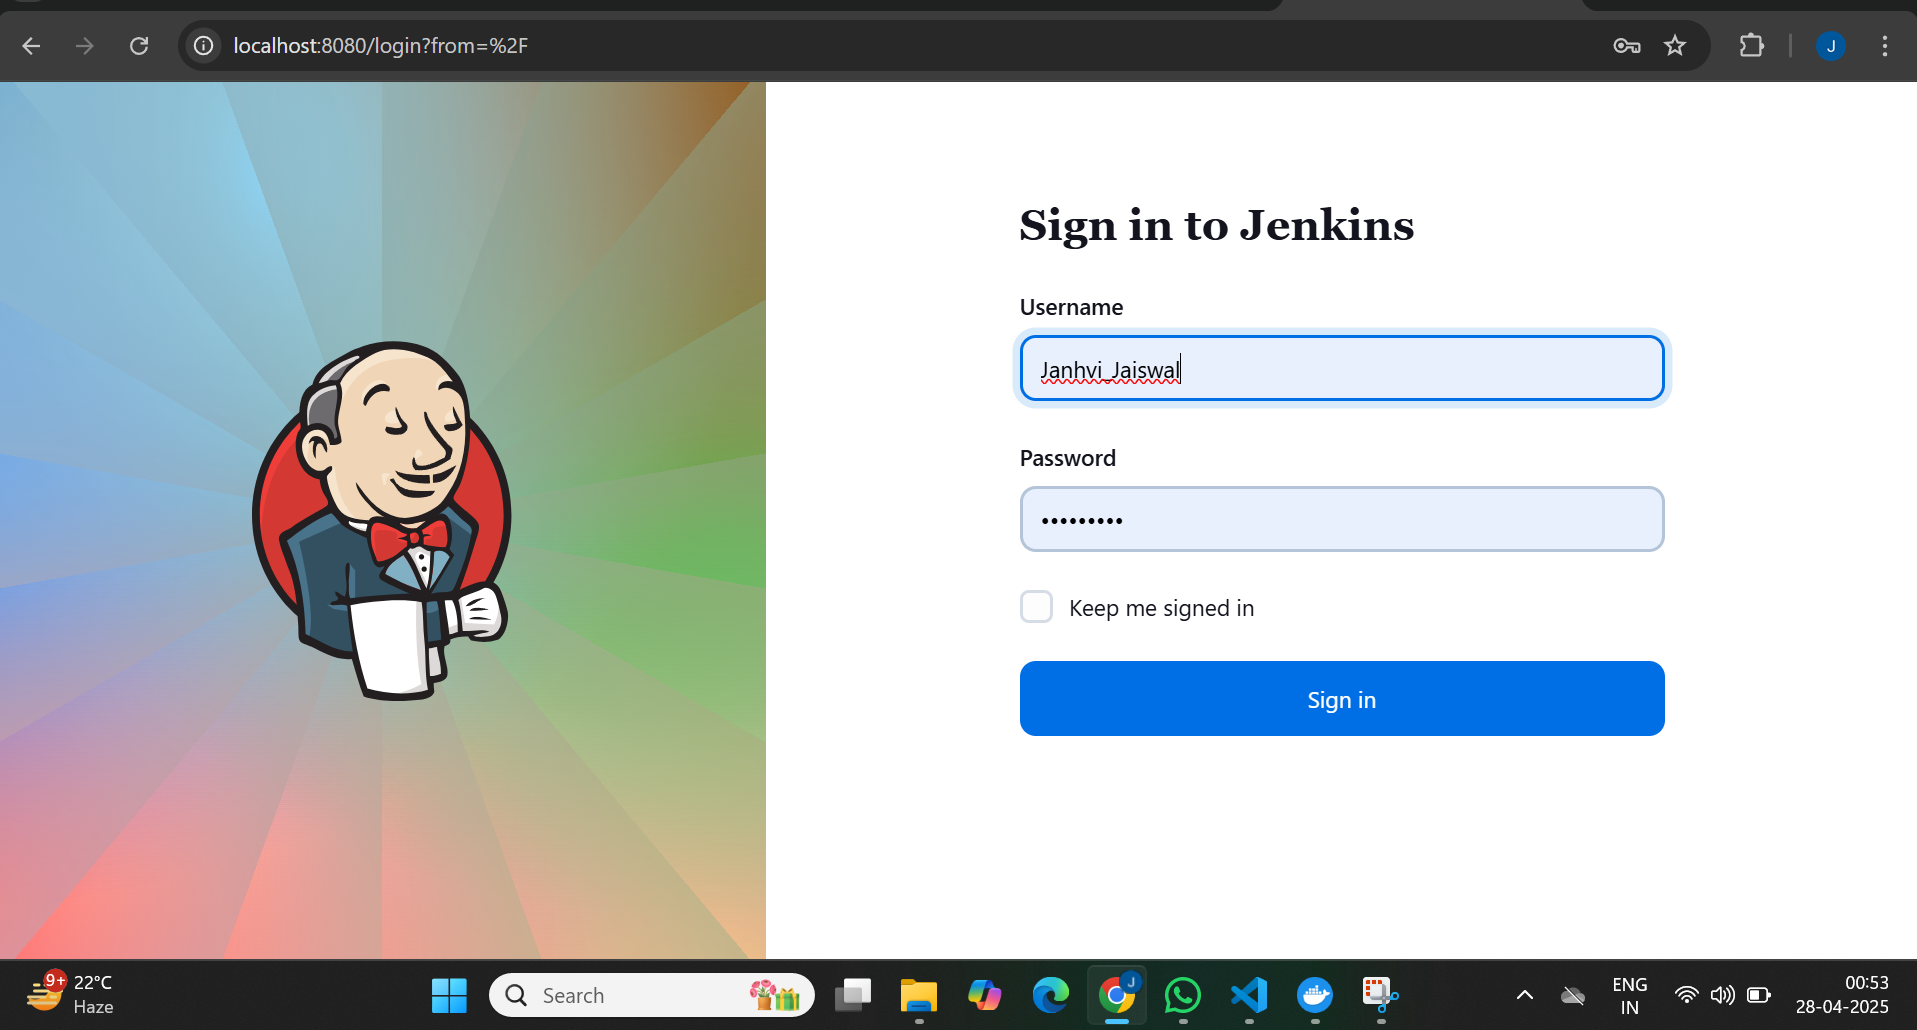 localhost:8080/login?from=%2F
J
Sign in to Jenkins
Username
Janhvi_Jaiswal
Password
•••••••••
Keep me signed in
Sign in
9+
22°C
Haze
Search
J
ENG
IN
00:53
28-04-2025